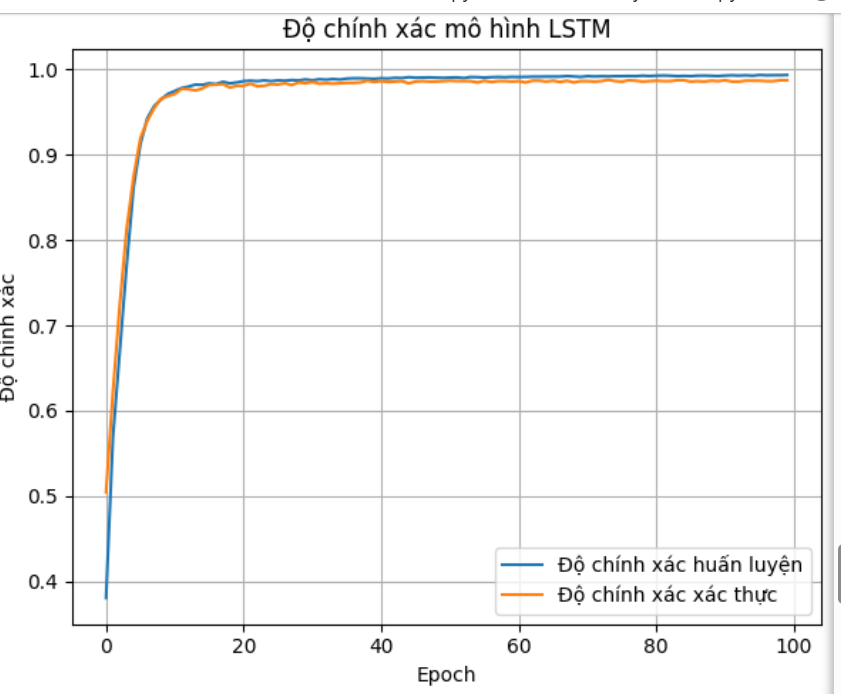 Độ chính xác mô hình LSTM
1.0
0.9
0.8
0.7
0.6
0.5
0.4
Độ chính xác
0 20 40 60 80 100
Epoch
Độ chính xác huấn luyện
Độ chính xác xác thực